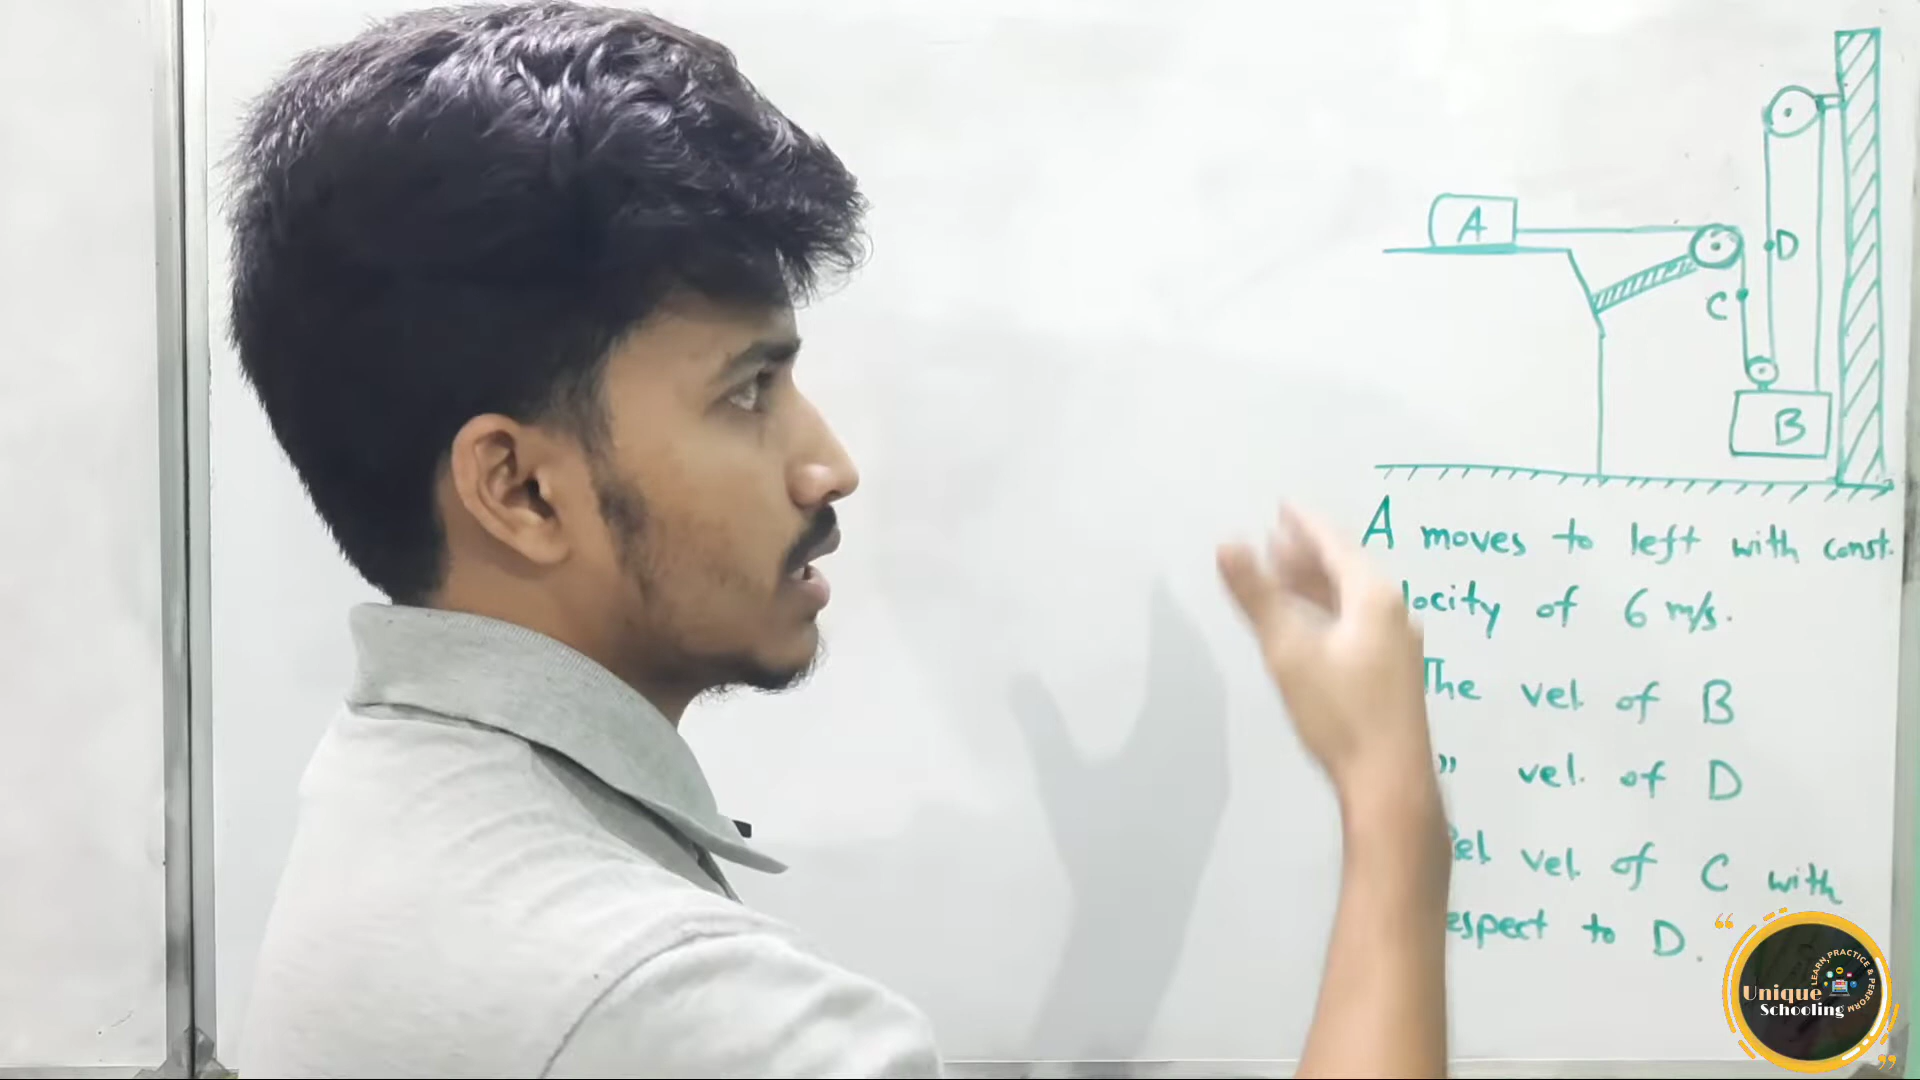 A
D
C
B
A moves to left with const.
locity of 6 m/s.
The vel. of B
” vel. of D
el vel. of C with
espect to D.
“
LEARN, PRACTICE & PERFORM
Unique
Schooling
”